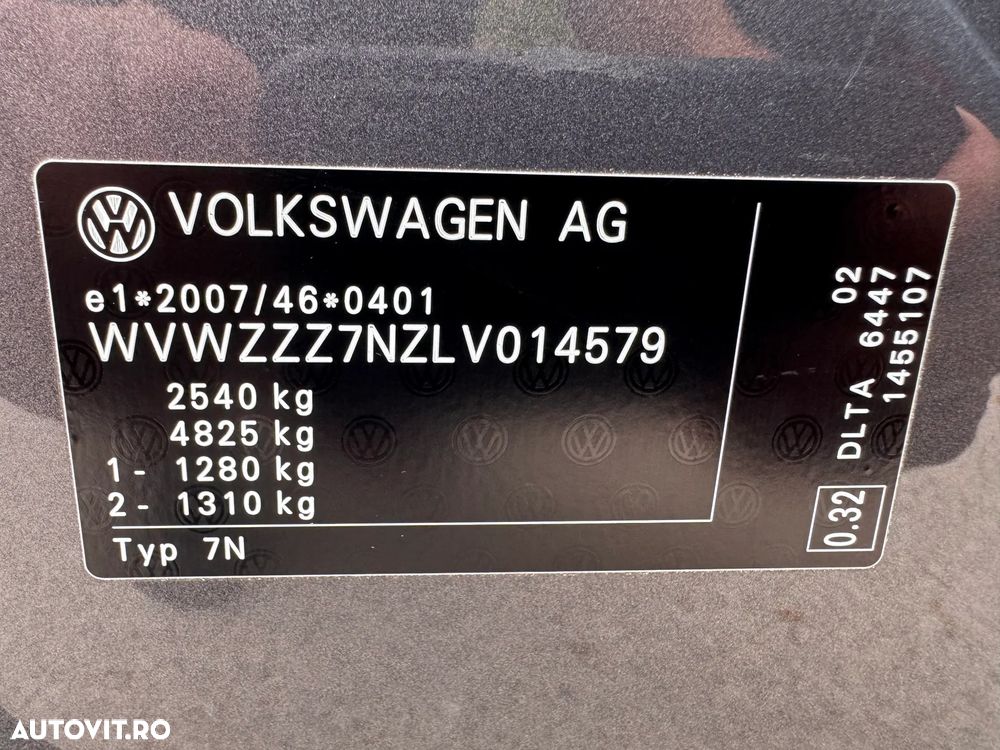 VOLKSWAGEN AG
e1*2007/46*0401
WVWZZZ7NZLV014579
2540 kg
4825 kg
1- 1280 kg
2- 1310 kg
Typ 7N
02
DLTA 6447
1455107
0.32
AUTOVIT.RO